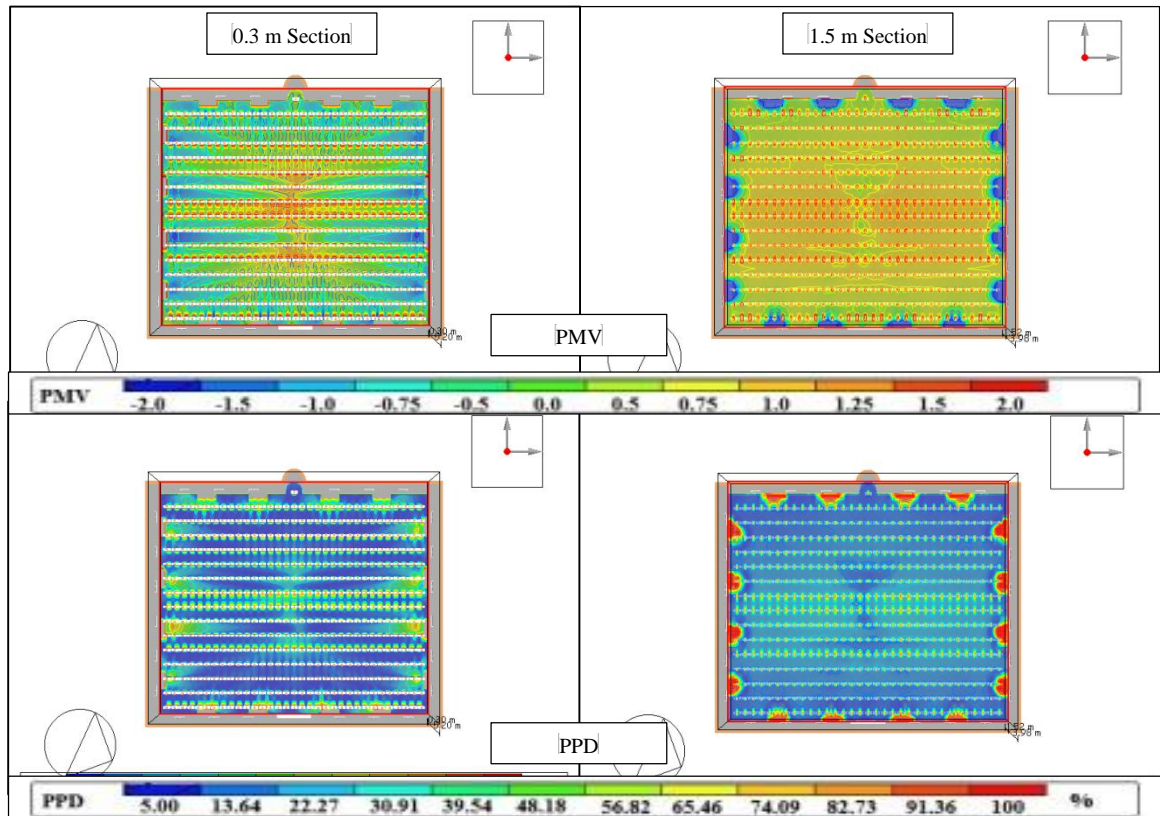 0.3 m Section
1.5 m Section
PMV
PMV -2.0 -1.5 -1.0 -0.75 -0.5 0.0 0.5 0.75 1.0 1.25 1.5 2.0
PPD
PPD 5.00 13.64 22.27 30.91 39.54 48.18 56.82 65.46 74.09 82.73 91.36 100 %